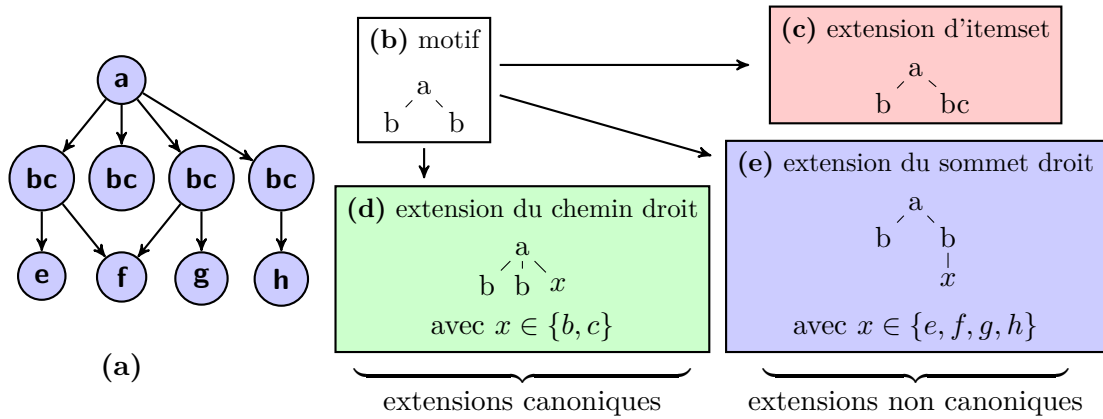 a
bc bc bc bc
e f g h
(a)
(b) motif
a
b b
(c) extension d'itemset
a
b bc
(d) extension du chemin droit
a
b b x
avec x ∈ {b, c}
(e) extension du sommet droit
a
b b
x
avec x ∈ {e, f, g, h}
extensions canoniques
extensions non canoniques